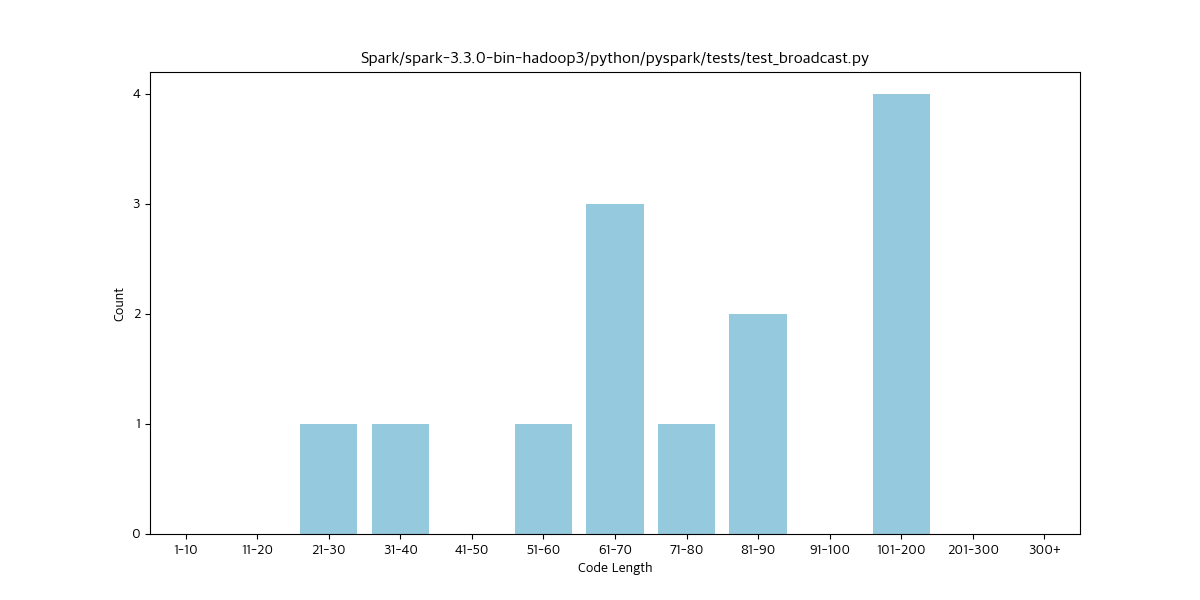 Spark/spark-3.3.0-bin-hadoop3/python/pyspark/tests/test_broadcast.py
4
3
2
1
0
Count
1-10 11-20 21-30 31-40 41-50 51-60 61-70 71-80 81-90 91-100 101-200 201-300 300+
Code Length